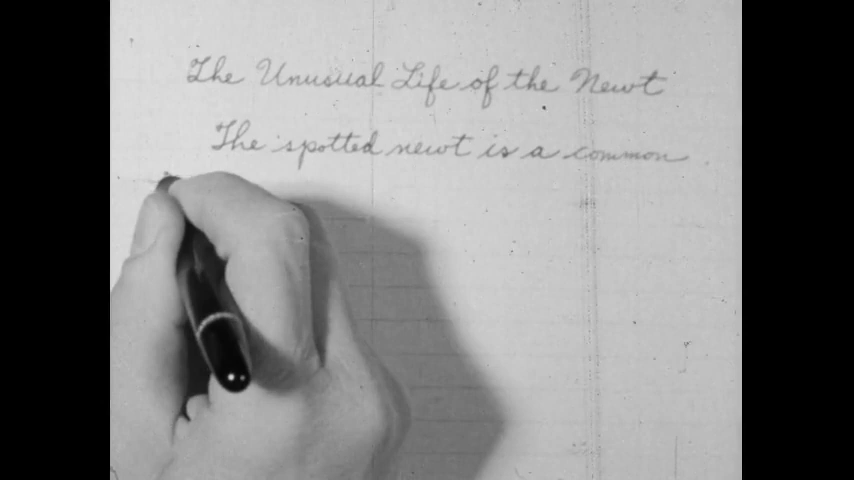 The Unusual Life of the Newt
The spotted newt is a common